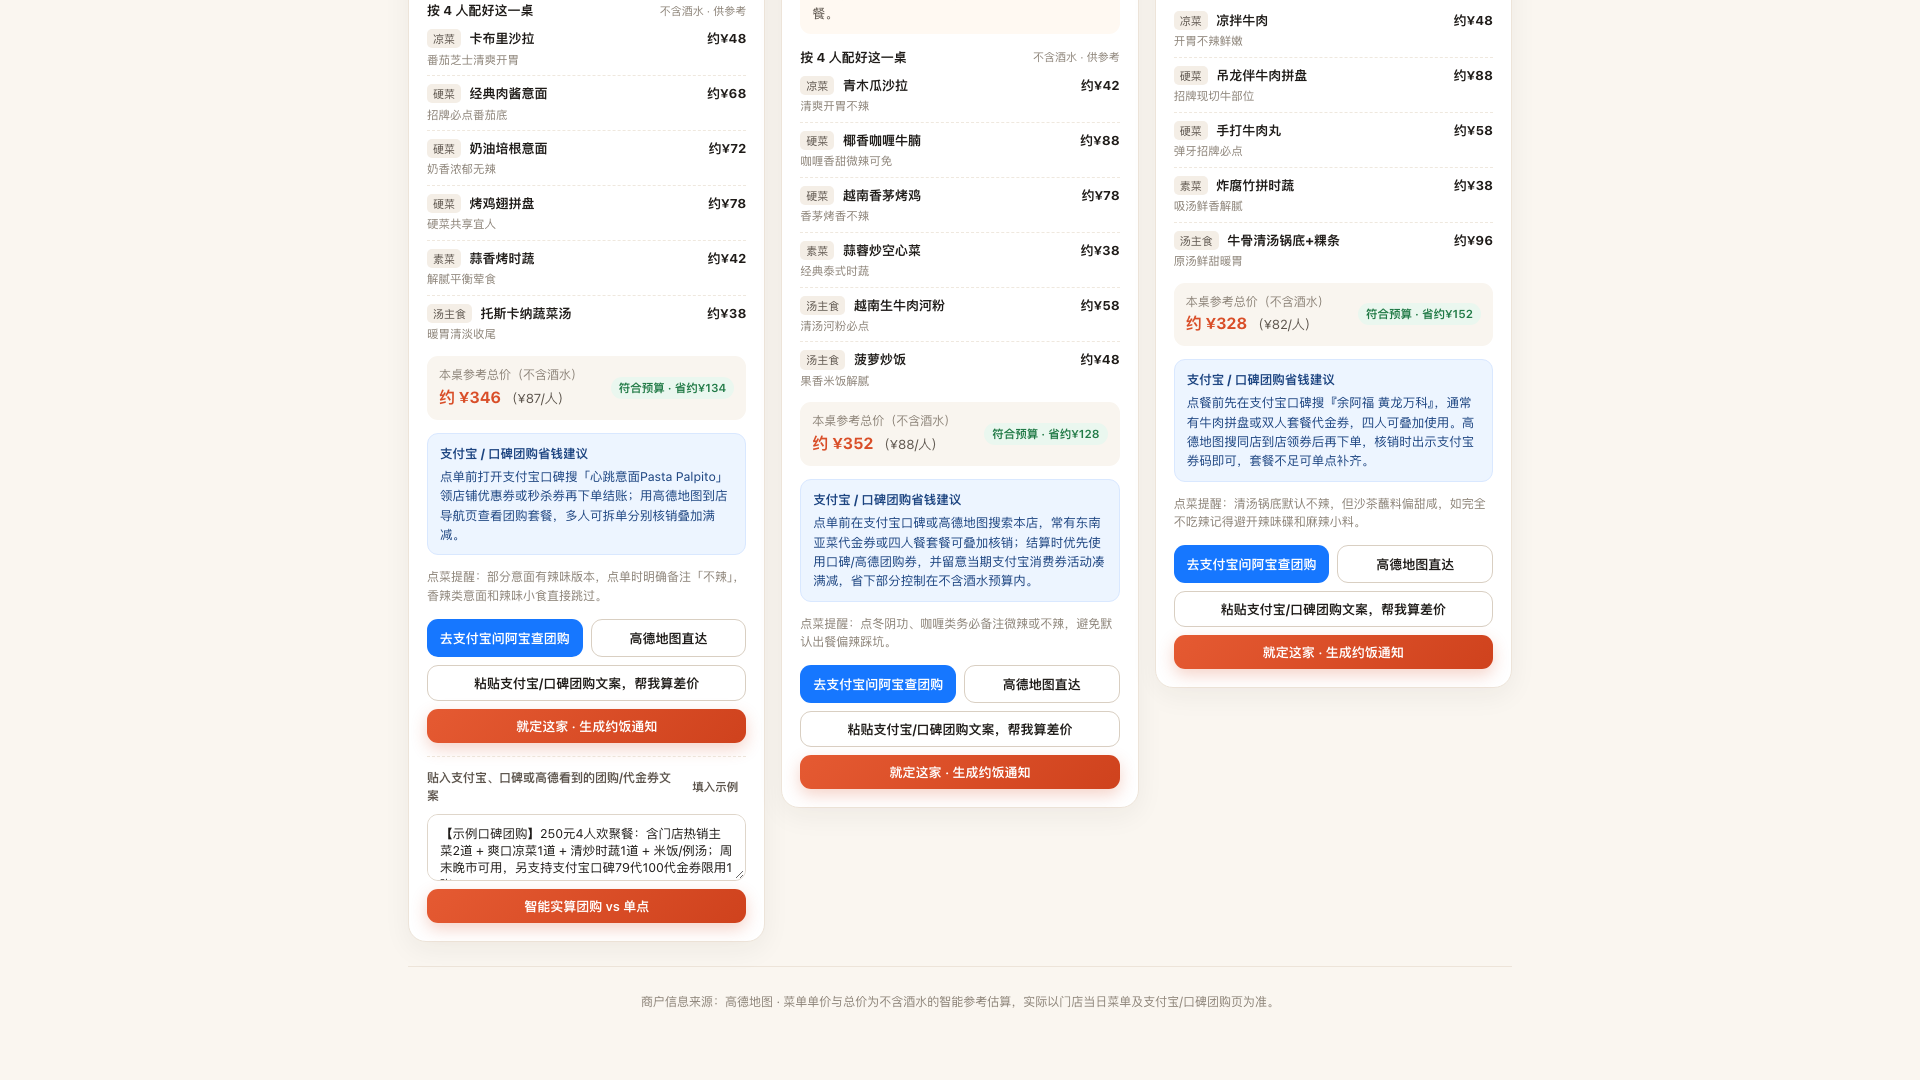 按 4 人配好这一桌
不含酒水 · 供参考
凉菜 卡布里沙拉 约¥48
番茄芝士清爽开胃
硬菜 经典肉酱意面 约¥68
招牌必点番茄底
硬菜 奶油培根意面 约¥72
奶香浓郁无辣
硬菜 烤鸡翅拼盘 约¥78
硬菜共享宜人
素菜 蒜香烤时蔬 约¥42
解腻平衡荤食
汤主食 托斯卡纳蔬菜汤 约¥38
暖胃清淡收尾
本桌参考总价（不含酒水）
约 ¥346 （¥87/人）
符合预算 · 省约¥134
支付宝 / 口碑团购省钱建议
点单前打开支付宝口碑搜「心跳意面Pasta Palpito」
领店铺优惠券或秒杀券再下单结账；用高德地图到店
导航页查看团购套餐，多人可拆单分别核销叠加满
减。
点菜提醒：部分意面有辣味版本，点单时明确备注「不辣」，
香辣类意面和辣味小食直接跳过。
去支付宝问阿宝查团购
高德地图直达
粘贴支付宝/口碑团购文案，帮我算差价
就定这家 · 生成约饭通知
贴入支付宝、口碑或高德看到的团购/代金券文
案
填入示例
【示例口碑团购】250元4人欢聚餐：含门店热销主
菜2道 + 爽口凉菜1道 + 清炒时蔬1道 + 米饭/例汤；周
末晚市可用，另支持支付宝口碑79代100代金券限用1
智能实算团购 vs 单点
餐。
按 4 人配好这一桌
不含酒水 · 供参考
凉菜 青木瓜沙拉 约¥42
清爽开胃不辣
硬菜 椰香咖喱牛腩 约¥88
咖喱香甜微辣可免
硬菜 越南香茅烤鸡 约¥78
香茅烤香不辣
素菜 蒜蓉炒空心菜 约¥38
经典泰式时蔬
汤主食 越南生牛肉河粉 约¥58
清汤河粉必点
汤主食 菠萝炒饭 约¥48
果香米饭解腻
本桌参考总价（不含酒水）
约 ¥352 （¥88/人）
符合预算 · 省约¥128
支付宝 / 口碑团购省钱建议
点单前在支付宝口碑或高德地图搜索本店，常有东南
亚菜代金券或四人餐套餐可叠加核销；结算时优先使
用口碑/高德团购券，并留意当期支付宝消费券活动凑
满减，省下部分控制在不含酒水预算内。
点菜提醒：点冬阴功、咖喱类务必备注微辣或不辣，避免默
认出餐偏辣踩坑。
去支付宝问阿宝查团购
高德地图直达
粘贴支付宝/口碑团购文案，帮我算差价
就定这家 · 生成约饭通知
凉菜 凉拌牛肉 约¥48
开胃不辣鲜嫩
硬菜 吊龙伴牛肉拼盘 约¥88
招牌现切牛部位
硬菜 手打牛肉丸 约¥58
弹牙招牌必点
素菜 炸腐竹拼时蔬 约¥38
吸汤鲜香解腻
汤主食 牛骨清汤锅底+粿条 约¥96
原汤鲜甜暖胃
本桌参考总价（不含酒水）
约 ¥328 （¥82/人）
符合预算 · 省约¥152
支付宝 / 口碑团购省钱建议
点餐前先在支付宝口碑搜『余阿福 黄龙万科』，通常
有牛肉拼盘或双人套餐代金券，四人可叠加使用。高
德地图搜同店到店领券后再下单，核销时出示支付宝
券码即可，套餐不足可单点补齐。
点菜提醒：清汤锅底默认不辣，但沙茶蘸料偏甜咸，如完全
不吃辣记得避开辣味碟和麻辣小料。
去支付宝问阿宝查团购
高德地图直达
粘贴支付宝/口碑团购文案，帮我算差价
就定这家 · 生成约饭通知
商户信息来源：高德地图 · 菜单单价与总价为不含酒水的智能参考估算，实际以门店当日菜单及支付宝/口碑团购页为准。